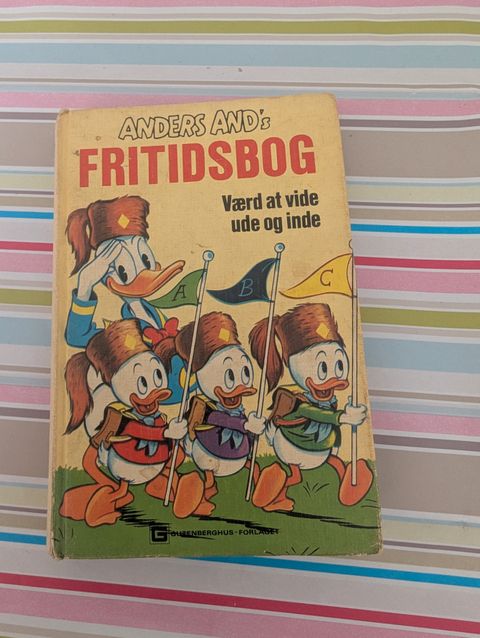 ANDERS AND's
FRITIDSBOG
Værd at vide
ude og inde
A
B
C
G GUTENBERGHUS-FORLAGET